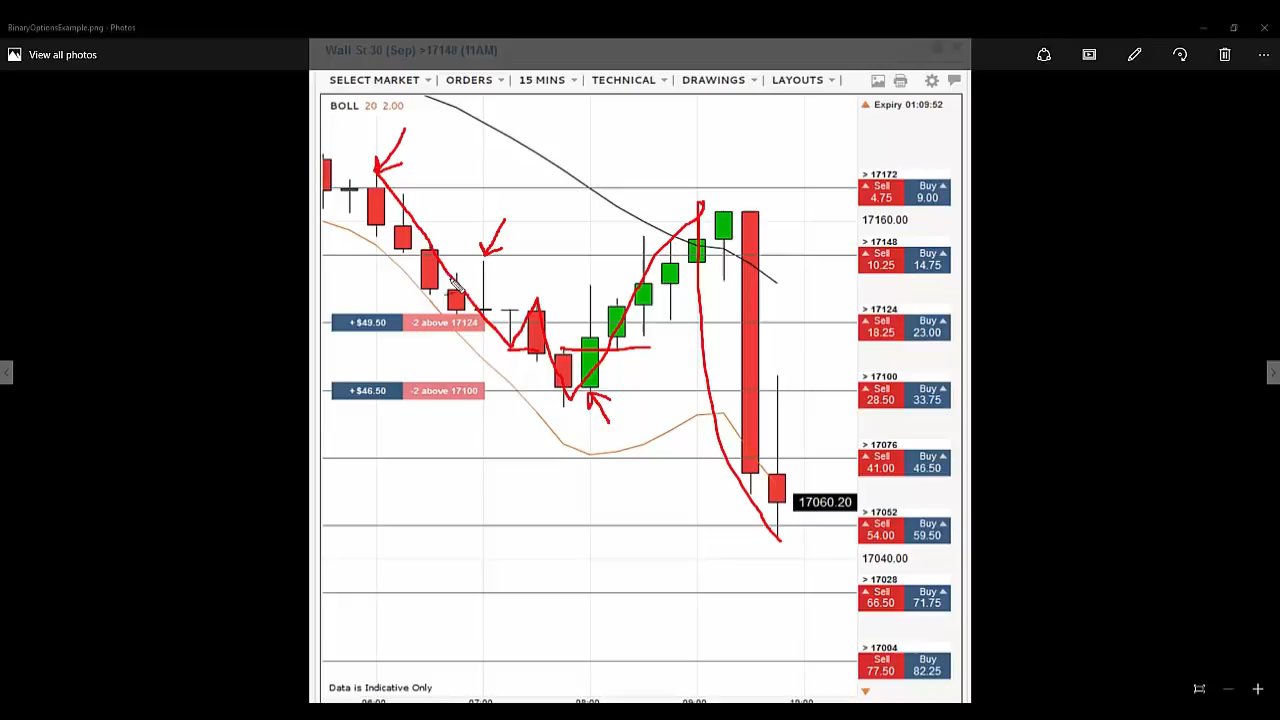 BinaryOptionsExample.png - Photos
View all photos
Wall St 30 (Sep) >17148 (11AM)
SELECT MARKET ORDERS 15 MINS TECHNICAL DRAWINGS LAYOUTS
BOLL 20 2.00
Expiry 01:09:52
> 17172
Sell Buy
4.75 9.00
17160.00
> 17148
Sell Buy
10.25 14.75
> 17124
Sell Buy
18.25 23.00
+ $49.50 -2 above 17124
> 17100
Sell Buy
28.50 33.75
+ $46.50 -2 above 17100
> 17076
Sell Buy
41.00 46.50
17060.20
> 17052
Sell Buy
54.00 59.50
17040.00
> 17028
Sell Buy
66.50 71.75
> 17004
Sell Buy
77.50 82.25
Data is Indicative Only